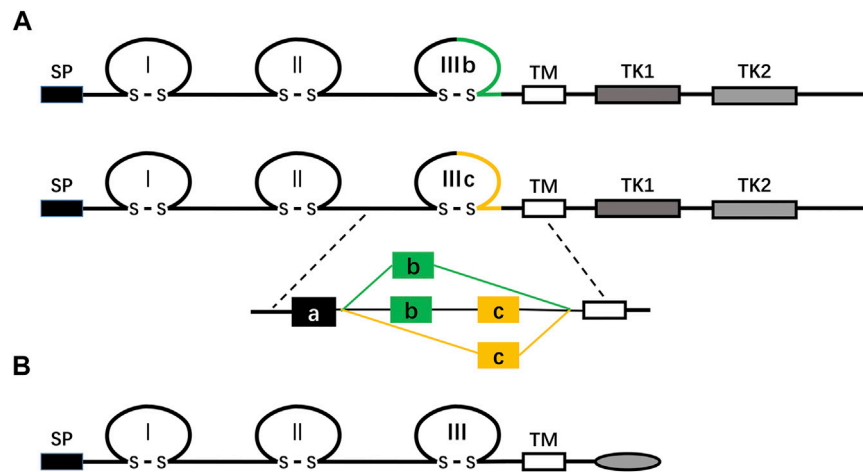 A
SP I II IIIb TM TK1 TK2
S - S S - S S - S
SP I II IIIc TM TK1 TK2
S - S S - S S - S
b
a b c
c
B
SP I II III TM
S - S S - S S - S